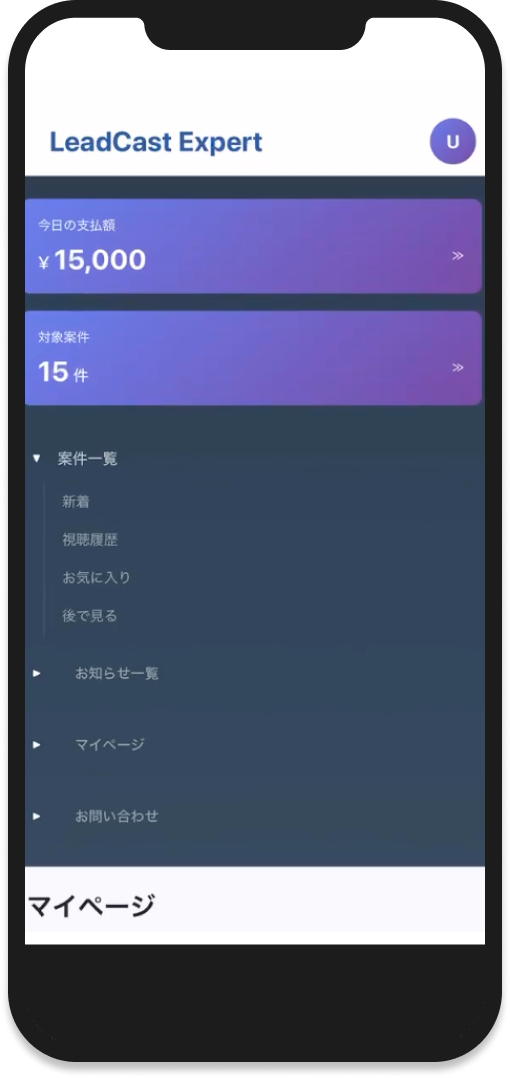 LeadCast Expert
U
今日の支払額
¥ 15,000
≫
対象案件
15 件
≫
案件一覧
新着
視聴履歴
お気に入り
後で見る
お知らせ一覧
マイページ
お問い合わせ
マイページ